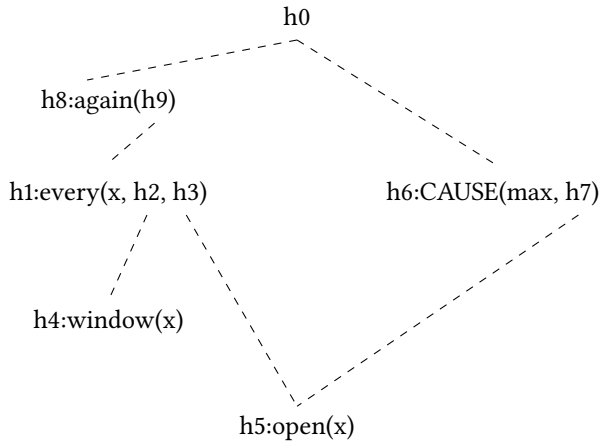 h0
h8:again(h9)
h1:every(x, h2, h3)
h6:CAUSE(max, h7)
h4:window(x)
h5:open(x)